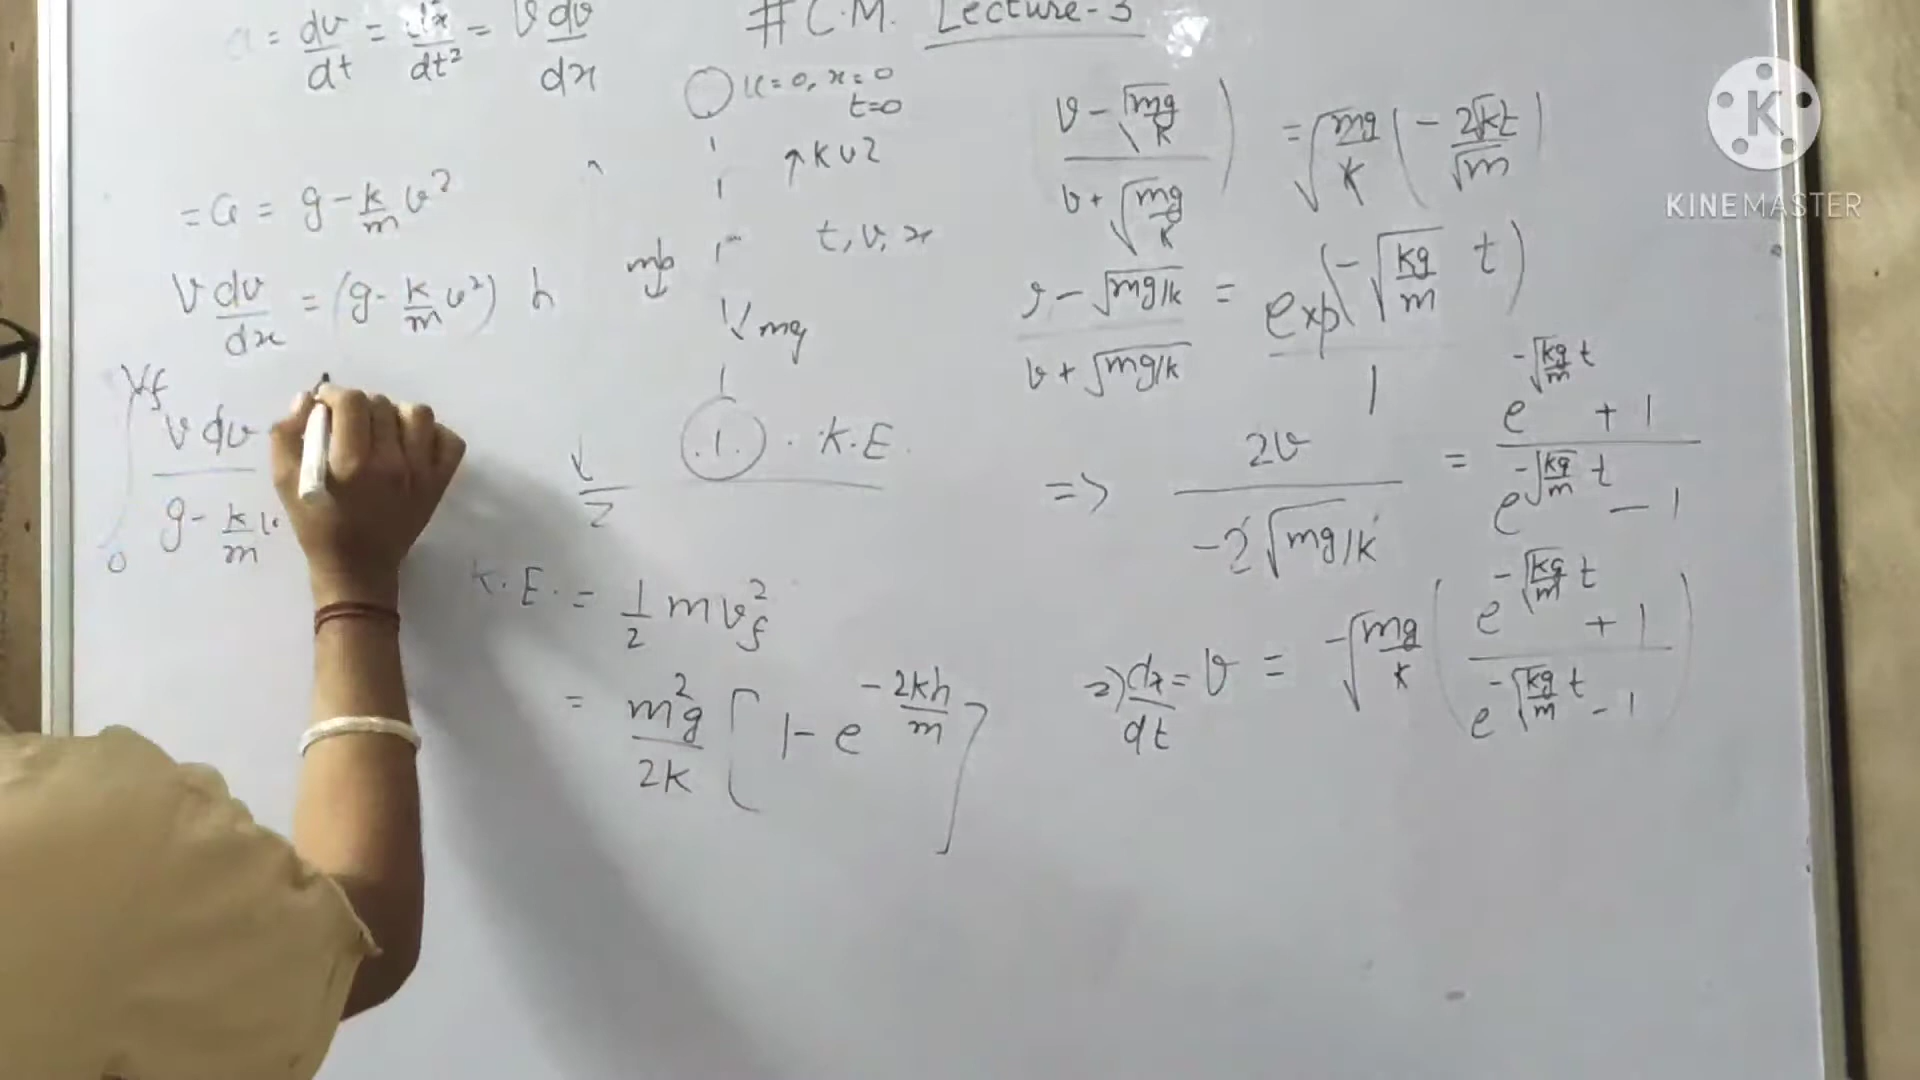 # C.M. Lecture-3
a = dv/dt = d²x/dt² = v dv/dx
u=0, x=0
t=0
↑kv2
= a = g - k/m v²
t, v, x
v dv/dx = (g - k/m v²) h
↓mg
Vf
v dv
g - k/m v
0
. K.E.
K.E. = 1/2 m v_f²
= m²g/2k [1 - e^(-2kh/m)]
(v - √(mg/k))/(v + √(mg/k)) ) = √(mg/k) (- 2√kt/√m)
(v - √mg/k)/(v + √mg/k) = exp(-√(kg/m) t)/1
=> 2v/(-2√mg/k) = (e^(-√(kg/m) t) + 1)/(e^(-√(kg/m) t) - 1)
=> dx/dt = v = -√(mg/k) ((e^(-√(kg/m) t) + 1)/(e^(-√(kg/m) t) - 1))
KINEMASTER